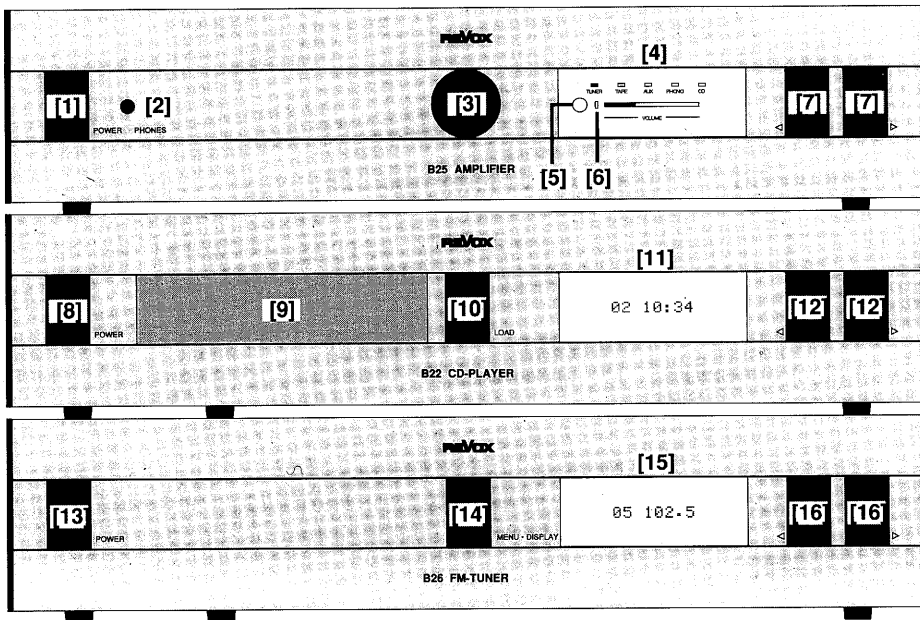 REVOX
[4]
TUNER TAPE AUX PHONO CD
[1] [2] [3] [7] [7]
POWER PHONES VOLUME ◁ ▷
B25 AMPLIFIER [5] [6]
REVOX
[11]
[8] [9] [10] 02 10:34 [12] [12]
POWER LOAD ◁ ▷
B22 CD-PLAYER
REVOX
[15]
[13] [14] 05 102.5 [16] [16]
POWER MENU - DISPLAY ◁ ▷
B26 FM-TUNER